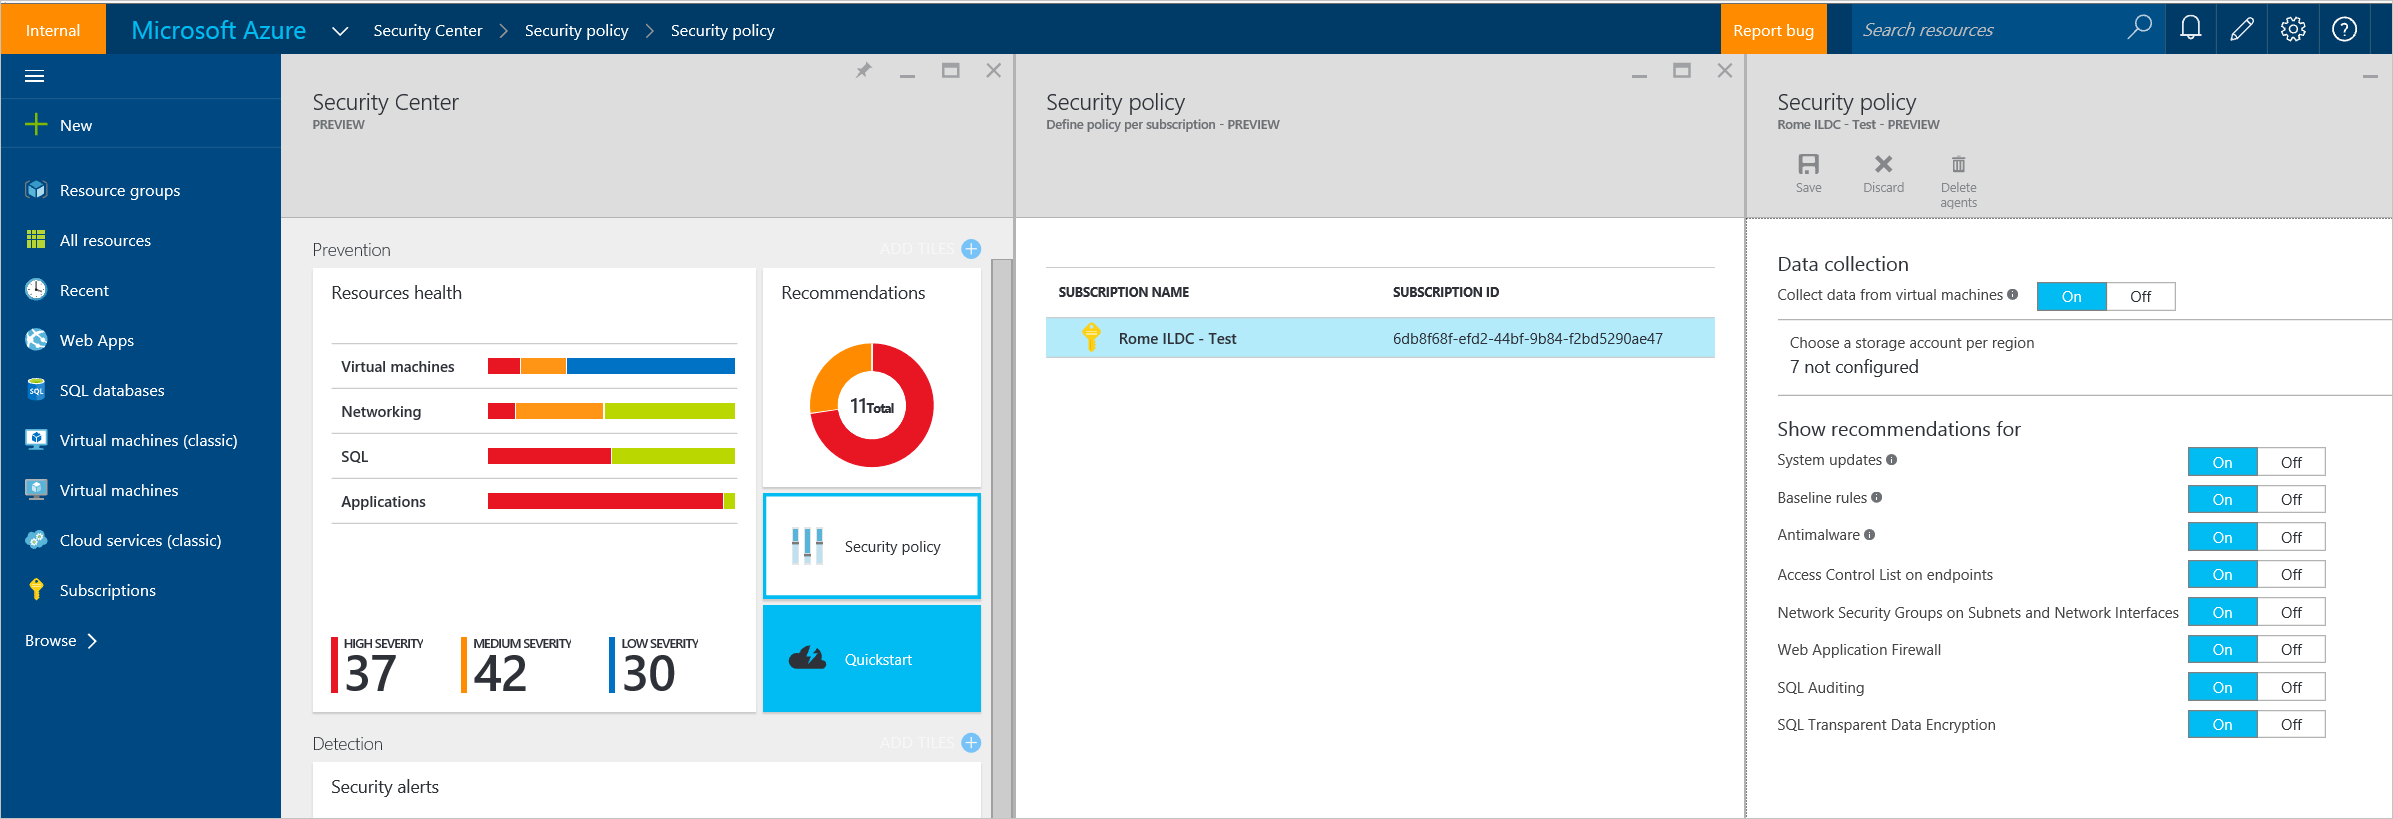 Internal
Microsoft Azure
Security Center
Security policy
Security policy
Report bug
Search resources
New
Resource groups
All resources
Recent
Web Apps
SQL databases
Virtual machines (classic)
Virtual machines
Cloud services (classic)
Subscriptions
Browse
Security Center
PREVIEW
Prevention
ADD TILES
Resources health
Virtual machines
Networking
SQL
Applications
HIGH SEVERITY
37
MEDIUM SEVERITY
42
LOW SEVERITY
30
Recommendations
11 Total
Security policy
Quickstart
Detection
ADD TILES
Security alerts
Security policy
Define policy per subscription - PREVIEW
SUBSCRIPTION NAME SUBSCRIPTION ID
Rome ILDC - Test 6db8f68f-efd2-44bf-9b84-f2bd5290ae47
Security policy
Rome ILDC - Test - PREVIEW
Save
Discard
Delete
agents
Data collection
Collect data from virtual machines On Off
Choose a storage account per region
7 not configured
Show recommendations for
System updates On Off
Baseline rules On Off
Antimalware On Off
Access Control List on endpoints On Off
Network Security Groups on Subnets and Network Interfaces On Off
Web Application Firewall On Off
SQL Auditing On Off
SQL Transparent Data Encryption On Off